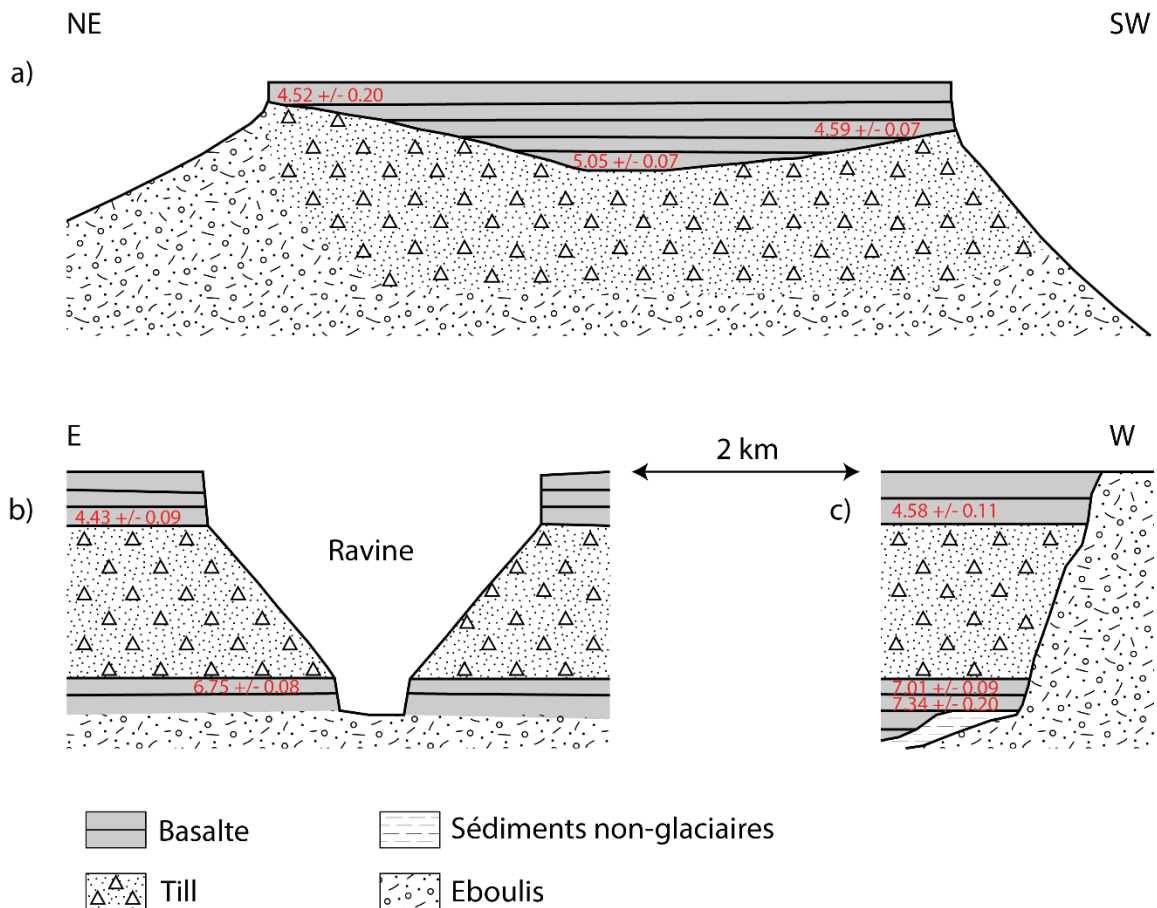 NE
SW
a)
4.52 +/- 0.20
4.59 +/- 0.07
5.05 +/- 0.07
E
2 km
W
b)
4.43 +/- 0.09
Ravine
6.75 +/- 0.08
c)
4.58 +/- 0.11
7.01 +/- 0.09
7.34 +/- 0.20
Basalte
Sédiments non-glaciaires
Till
Eboulis